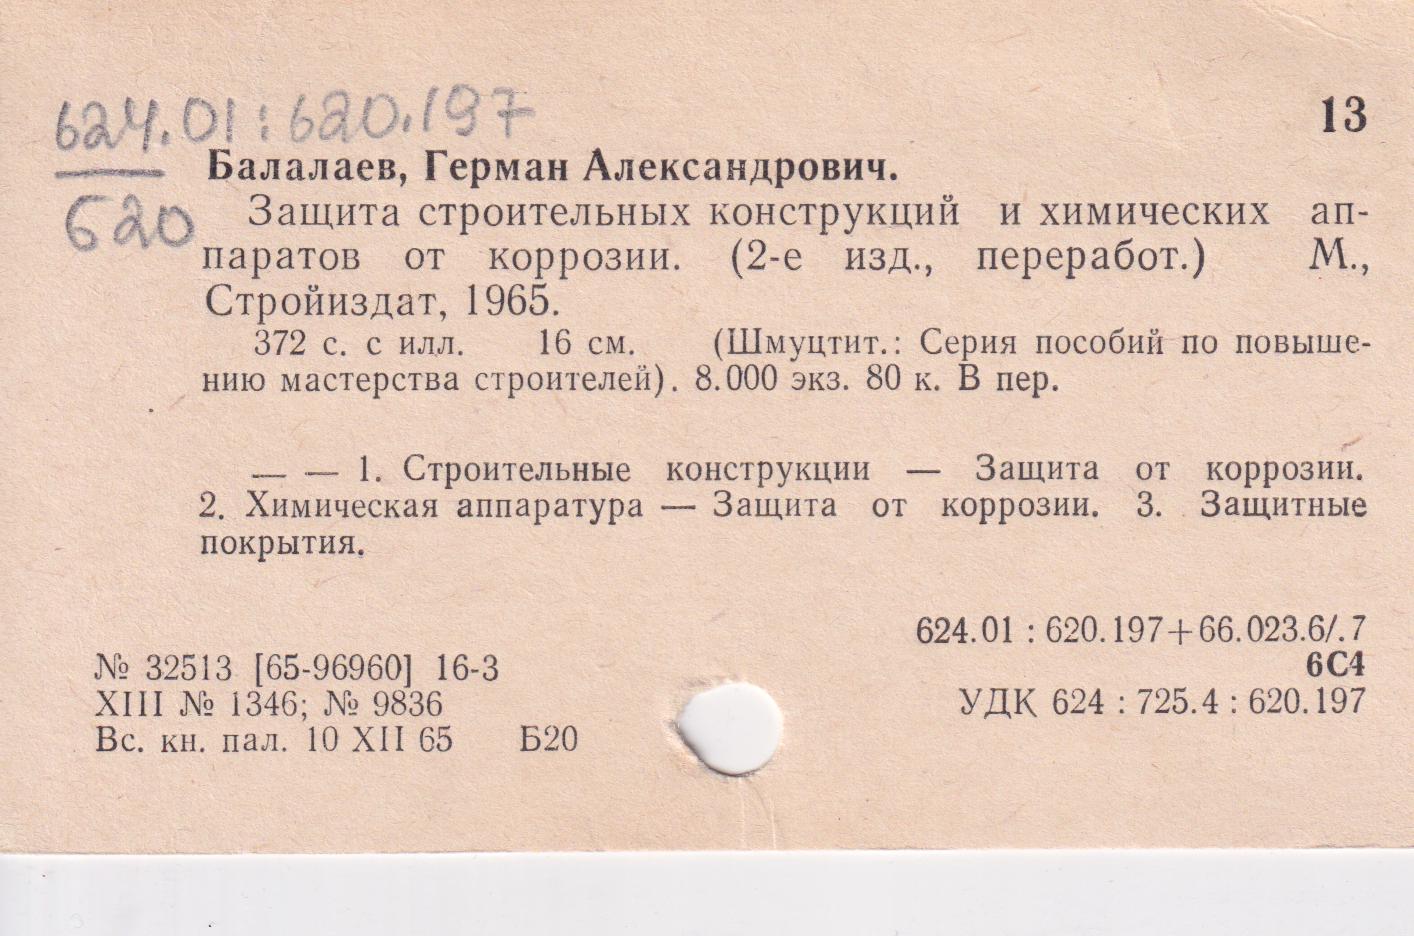 624.01:620.197
13
Балалаев, Герман Александрович.
Б20
Защита строительных конструкций и химических ап-
паратов от коррозии. (2-е изд., переработ.) М.,
Стройиздат, 1965.
372 с. с илл. 16 см. (Шмуцтит.: Серия пособий по повыше-
нию мастерства строителей). 8.000 экз. 80 к. В пер.
— — 1. Строительные конструкции — Защита от коррозии.
2. Химическая аппаратура — Защита от коррозии. 3. Защитные
покрытия.
624.01 : 620.197+66.023.6/.7
№ 32513 [65-96960] 16-3
6С4
XIII № 1346; № 9836
УДК 624 : 725.4 : 620.197
Вс. кн. пал. 10 XII 65 Б20